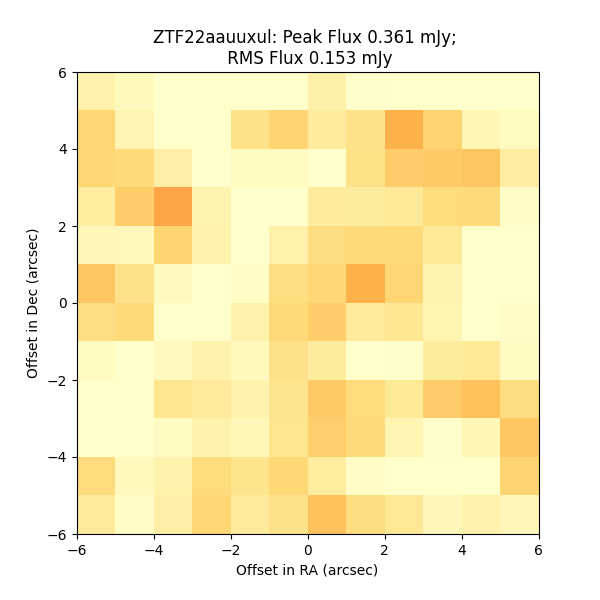 ZTF22aauuxul: Peak Flux 0.361 mJy;
RMS Flux 0.153 mJy
6
4
2
0
−2
−4
−6
Offset in Dec (arcsec)
−6 −4 −2 0 2 4 6
Offset in RA (arcsec)